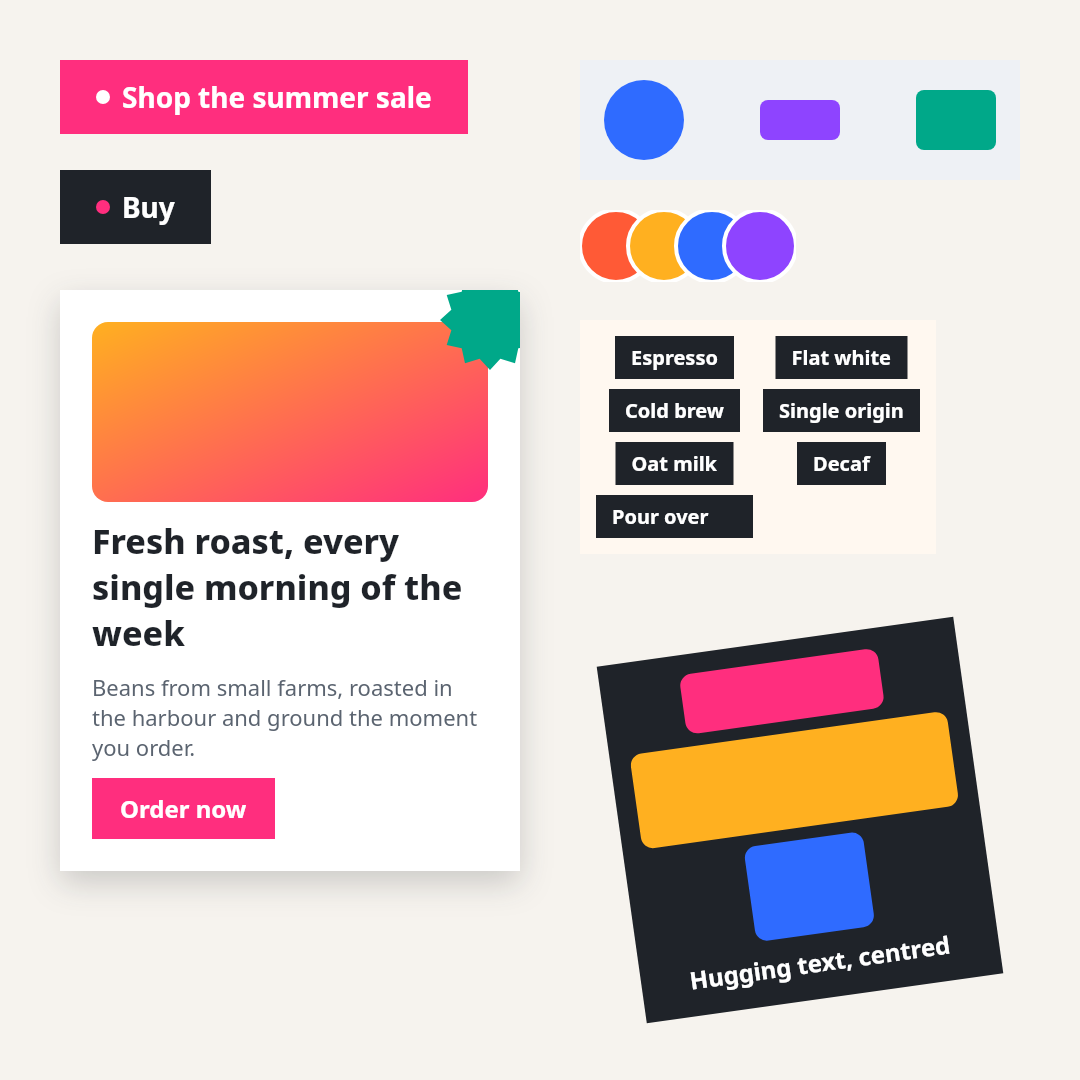 Shop the summer sale
Buy
Fresh roast, every
single morning of the
week
Beans from small farms, roasted in
the harbour and ground the moment
you order.
Order now
Espresso
Flat white
Cold brew
Single origin
Oat milk
Decaf
Pour over
Hugging text, centred